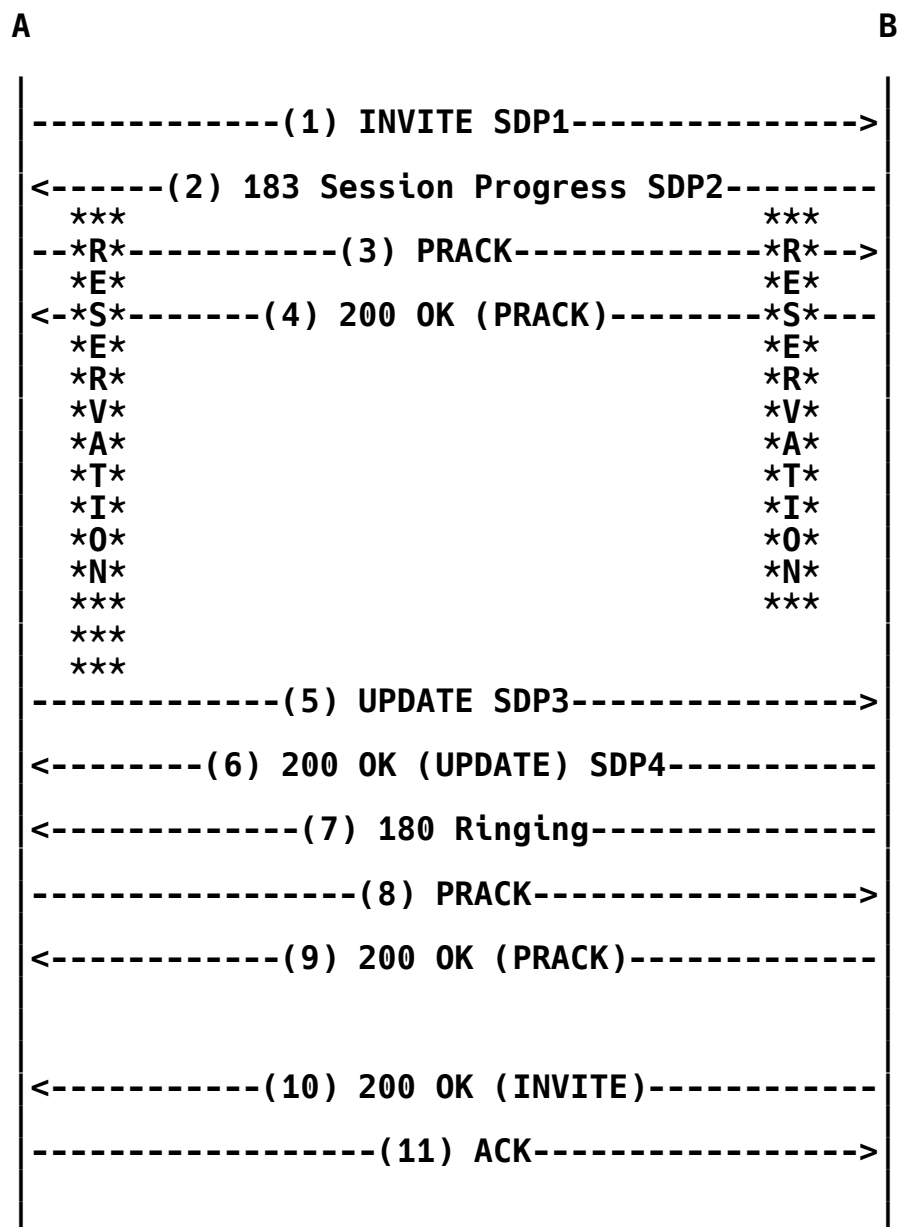 A                                            B
-------------(1) INVITE SDP1--------------->
<------(2) 183 Session Progress SDP2--------
*** ***
--*R*-----------(3) PRACK-------------*R*-->
*E* *E*
<-*S*-------(4) 200 OK (PRACK)--------*S*---
*E* *E*
*R* *R*
*V* *V*
*A* *A*
*T* *T*
*I* *I*
*O* *O*
*N* *N*
*** ***
***
***
-------------(5) UPDATE SDP3--------------->
<--------(6) 200 OK (UPDATE) SDP4-----------
<-------------(7) 180 Ringing---------------
-----------------(8) PRACK----------------->
<------------(9) 200 OK (PRACK)-------------
<-----------(10) 200 OK (INVITE)------------
------------------(11) ACK----------------->